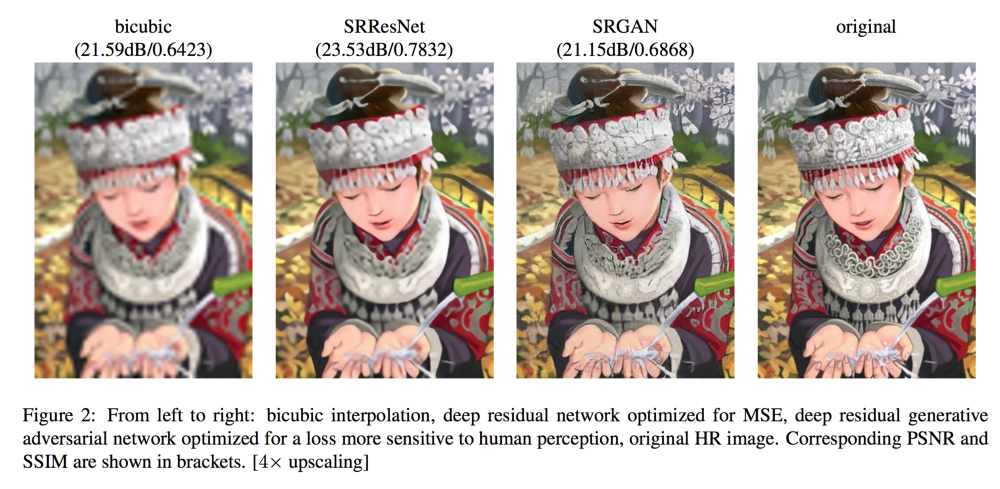 bicubic
(21.59dB/0.6423)
SRResNet
(23.53dB/0.7832)
SRGAN
(21.15dB/0.6868)
original
Figure 2: From left to right: bicubic interpolation, deep residual network optimized for MSE, deep residual generative
adversarial network optimized for a loss more sensitive to human perception, original HR image. Corresponding PSNR and
SSIM are shown in brackets. [4× upscaling]